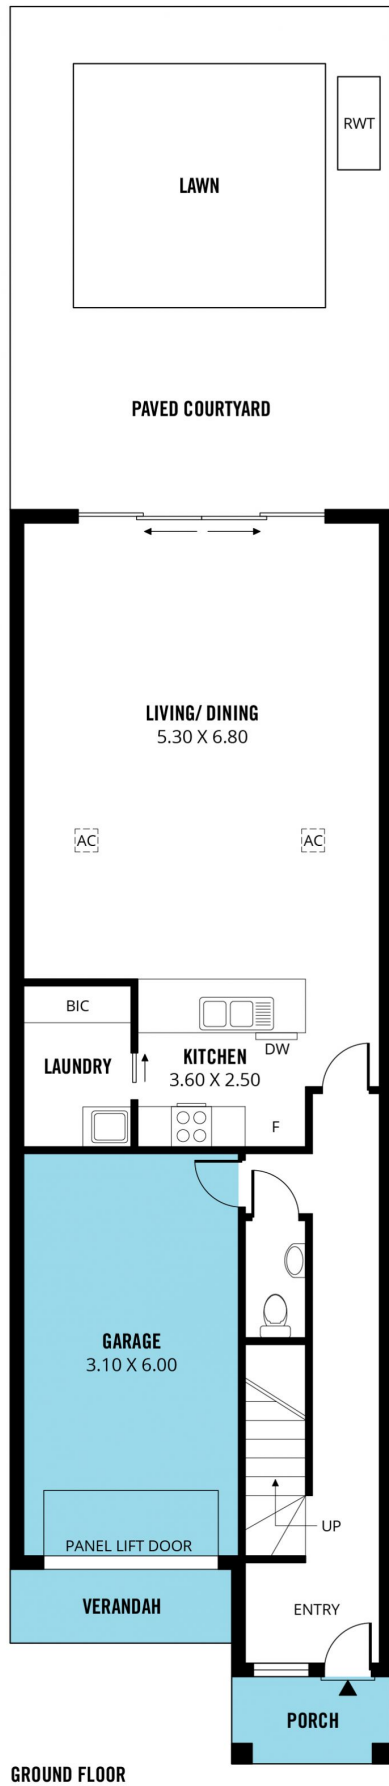 RWT
LAWN
PAVED COURTYARD
LIVING/ DINING
5.30 X 6.80
AC
AC
BIC
LAUNDRY
KITCHEN
3.60 X 2.50
DW
F
GARAGE
3.10 X 6.00
UP
PANEL LIFT DOOR
VERANDAH
ENTRY
PORCH
GROUND FLOOR